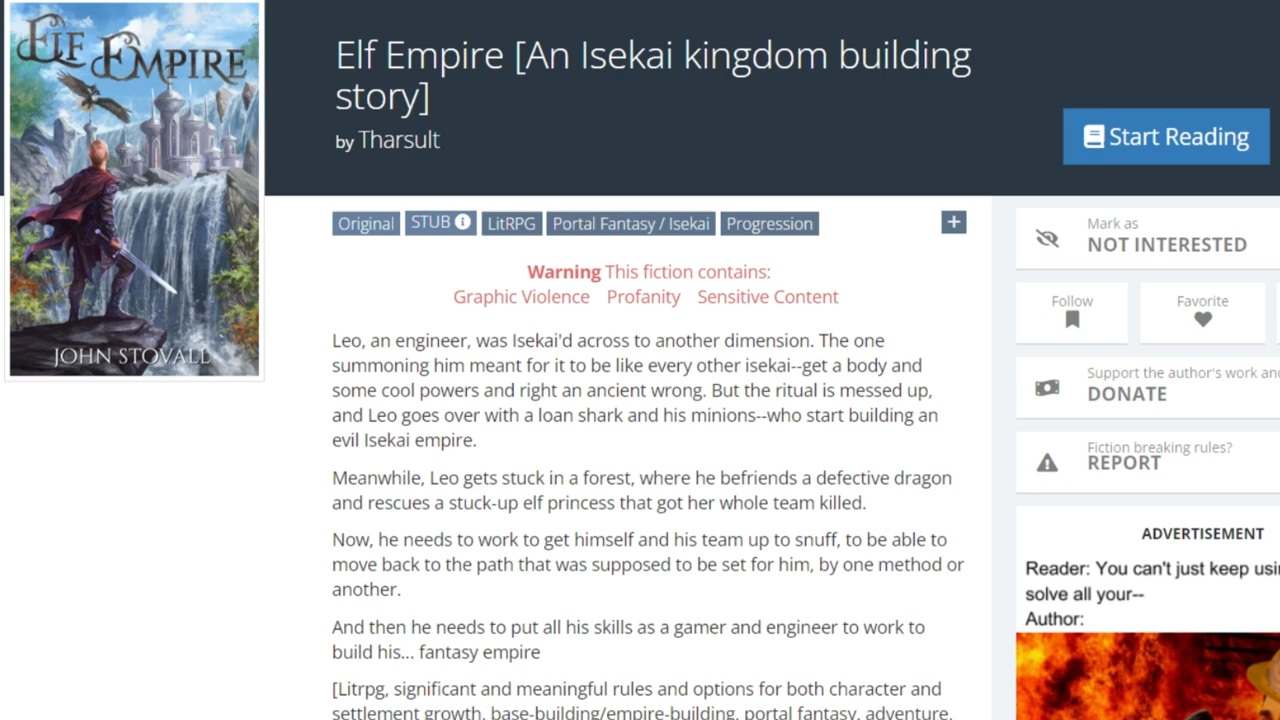 ELF EMPIRE
JOHN STOVALL
Elf Empire [An Isekai kingdom building
story]
by Tharsult
Start Reading
Original STUB LitRPG Portal Fantasy / Isekai Progression +
Warning This fiction contains:
Graphic Violence Profanity Sensitive Content
Leo, an engineer, was Isekai'd across to another dimension. The one
summoning him meant for it to be like every other isekai--get a body and
some cool powers and right an ancient wrong. But the ritual is messed up,
and Leo goes over with a loan shark and his minions--who start building an
evil Isekai empire.
Meanwhile, Leo gets stuck in a forest, where he befriends a defective dragon
and rescues a stuck-up elf princess that got her whole team killed.
Now, he needs to work to get himself and his team up to snuff, to be able to
move back to the path that was supposed to be set for him, by one method or
another.
And then he needs to put all his skills as a gamer and engineer to work to
build his... fantasy empire
[Litrpg, significant and meaningful rules and options for both character and
settlement growth, base-building/empire-building, portal fantasy, adventure,
Mark as
NOT INTERESTED
Follow Favorite
Support the author's work and
DONATE
Fiction breaking rules?
REPORT
ADVERTISEMENT
Reader: You can't just keep usi
solve all your--
Author: